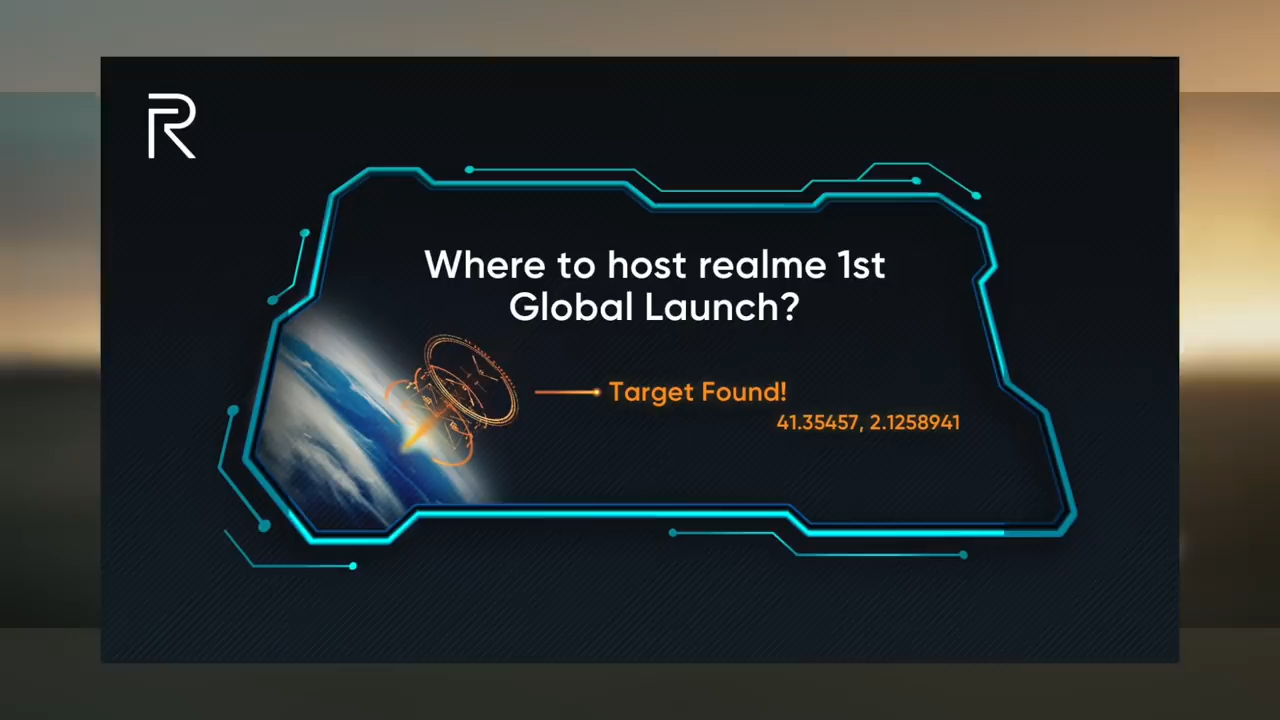 R
Where to host realme 1st
Global Launch?
Target Found!
41.35457, 2.1258941